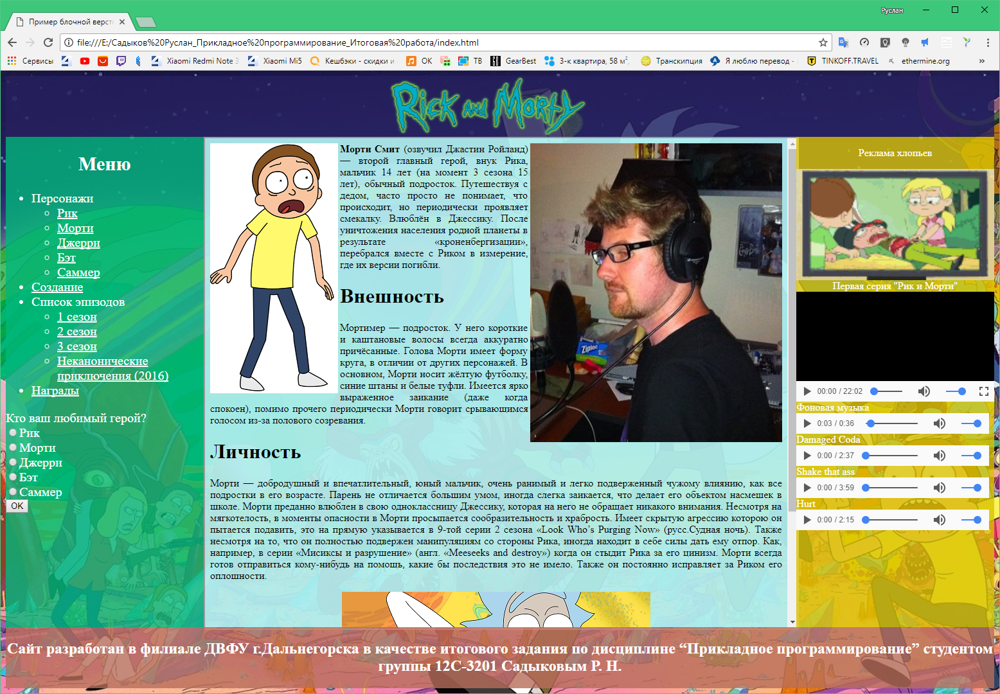 Руслан
Пример блочной верст
file:///E:/Садыков%20Руслан_Прикладное%20программирование_Итоговая%20работа/index.html
Сервисы
Xiaomi Redmi Note 3
Xiaomi Mi5
Кешбэки - скидки и
OK
ТВ
GearBest
3-к квартира, 58 м²,
Транскипция
Я люблю перевод -
TINKOFF.TRAVEL
ethermine.org
»
Rick and Morty
Меню
Персонажи
Рик
Морти
Джерри
Бэт
Саммер
Создание
Список эпизодов
1 сезон
2 сезон
3 сезон
Неканонические
приключения (2016)
Награды
Кто ваш любимый герой?
Рик
Морти
Джерри
Бэт
Саммер
OK
Морти Смит (озвучил Джастин Ройланд)
— второй главный герой, внук Рика,
мальчик 14 лет (на момент 3 сезона 15
лет), обычный подросток. Путешествуя с
дедом, часто просто не понимает, что
происходит, но периодически проявляет
смекалку. Влюблён в Джессику. После
уничтожения населения родной планеты в
результате «кроненбергизации»,
перебрался вместе с Риком в измерение,
где их версии погибли.
Внешность
Мортимер — подросток. У него короткие
и каштановые волосы всегда аккуратно
причёсанные. Голова Морти имеет форму
круга, в отличии от других персонажей. В
основном, Морти носит жёлтую футболку,
синие штаны и белые туфли. Имеется ярко
выраженное заикание (даже когда
спокоен), помимо прочего периодически Морти говорит срывающимся
голосом из-за полового созревания.
Ziploc
Личность
Морти — добродушный и впечатлительный, юный мальчик, очень ранимый и легко подверженный чужому влиянию, как все
подростки в его возрасте. Парень не отличается большим умом, иногда слегка заикается, что делает его объектом насмешек в
школе. Морти преданно влюблен в свою одноклассницу Джессику, которая на него не обращает никакого внимания. Несмотря на
мягкотелость, в моменты опасности в Морти просыпается сообразительность и храбрость. Имеет скрытую агрессию которою он
пытается подавить, это на прямую указывается в 9-той серии 2 сезона «Look Who’s Purging Now» (русс.Судная ночь). Также
несмотря на то, что он полностью подвержен манипуляциям со стороны Рика, иногда находит в себе силы дать ему отпор. Как,
например, в серии «Мисиксы и разрушение» (англ. «Meeseeks and destroy») когда он стыдит Рика за его цинизм. Морти всегда
готов отправиться кому-нибудь на помощь, какие бы последствия это не имело. Также он постоянно исправляет за Риком его
оплошности.
Реклама хлопьев
Первая серия "Рик и Морти"
00:00 / 22:02
Фоновая музыка
0:03 / 0:36
Damaged Coda
0:00 / 2:37
Shake that ass
0:00 / 3:59
Hurt
0:00 / 2:15
Сайт разработан в филиале ДВФУ г.Дальнегорска в качестве итогового задания по дисциплине “Прикладное программирование” студентом
группы 12С-3201 Садыковым Р. Н.